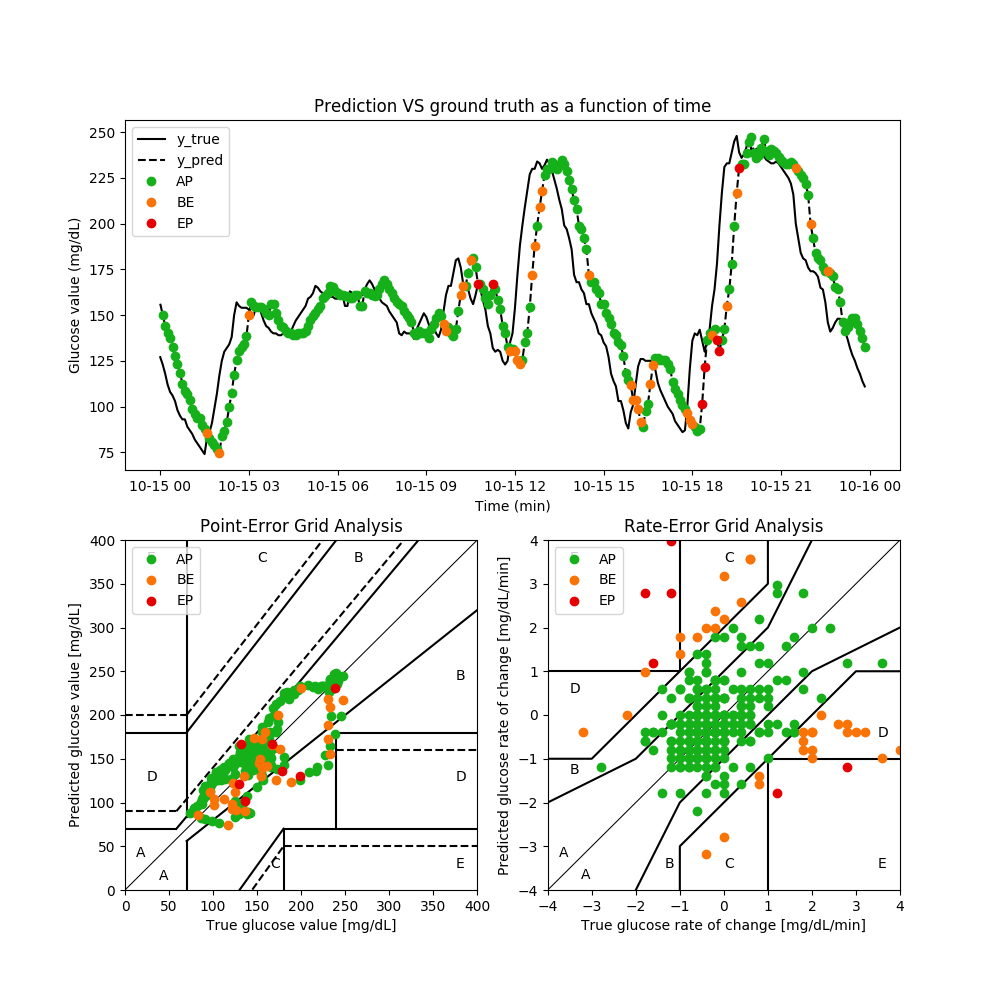 Prediction VS ground truth as a function of time
Glucose value (mg/dL)
250
225
200
175
150
125
100
75
y_true
y_pred
AP
BE
EP
10-15 00 10-15 03 10-15 06 10-15 09 10-15 12 10-15 15 10-15 18 10-15 21 10-16 00
Time (min)
Point-Error Grid Analysis
Predicted glucose value [mg/dL]
400
350
300
250
200
150
100
50
0
AP
BE
EP
C
B
B
D
D
A
A
C
E
0 50 100 150 200 250 300 350 400
True glucose value [mg/dL]
Rate-Error Grid Analysis
Predicted glucose rate of change [mg/dL/min]
4
3
2
1
0
−1
−2
−3
−4
AP
BE
EP
C
D
D
B
A
A
B
C
E
−4 −3 −2 −1 0 1 2 3 4
True glucose rate of change [mg/dL/min]